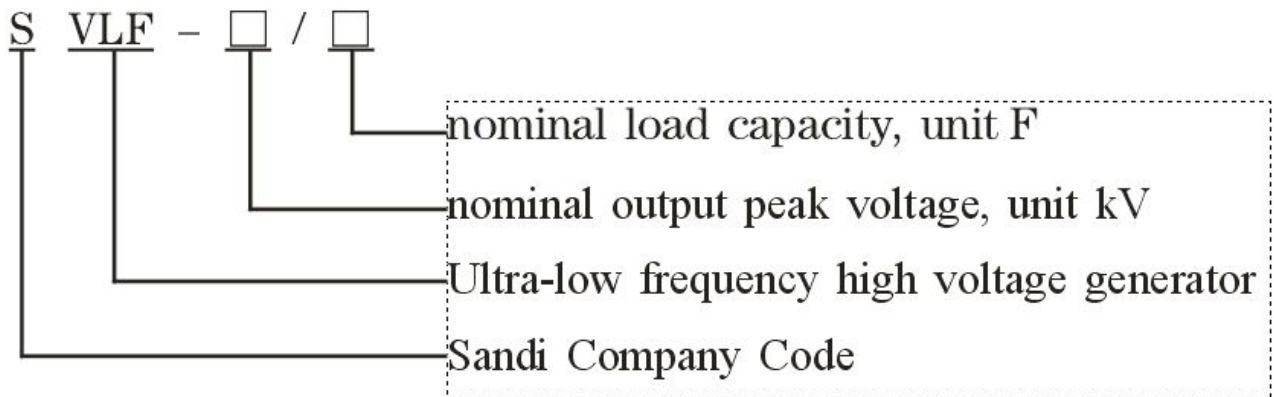 S VLF - □ / □
nominal load capacity, unit F
nominal output peak voltage, unit kV
Ultra-low frequency high voltage generator
Sandi Company Code